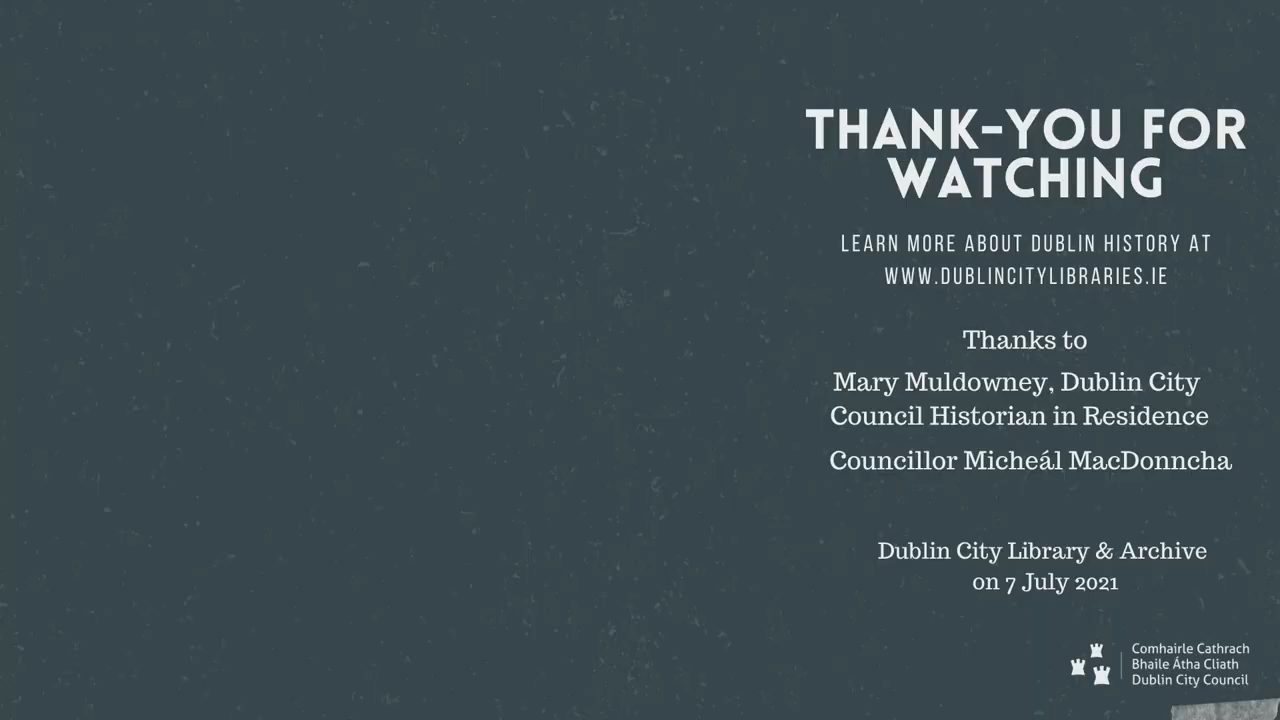 THANK-YOU FOR
WATCHING
LEARN MORE ABOUT DUBLIN HISTORY AT
WWW.DUBLINCITYLIBRARIES.IE
Thanks to
Mary Muldowney, Dublin City
Council Historian in Residence
Councillor Micheál MacDonncha
Dublin City Library & Archive
on 7 July 2021
Comhairle Cathrach
Bhaile Átha Cliath
Dublin City Council